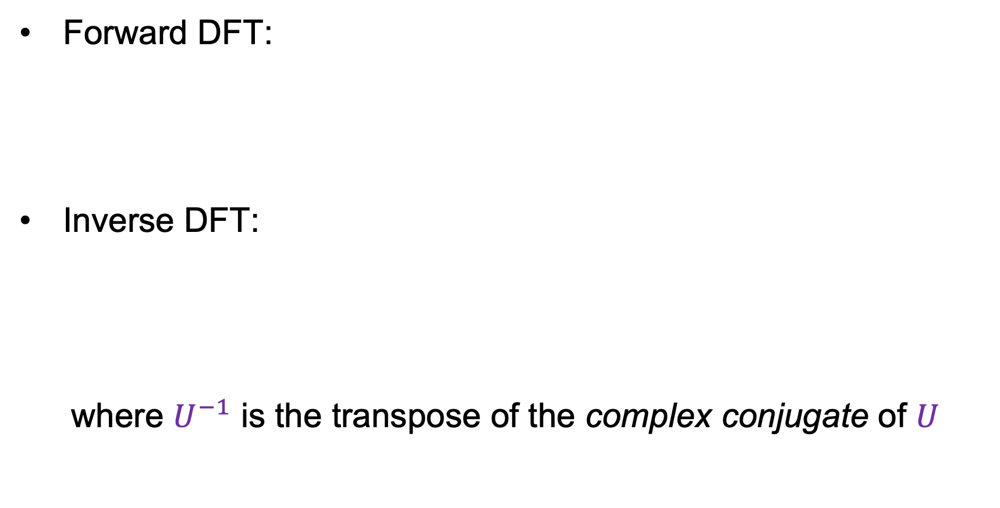 • Forward DFT:
• Inverse DFT:
where 𝑈⁻¹ is the transpose of the complex conjugate of 𝑈